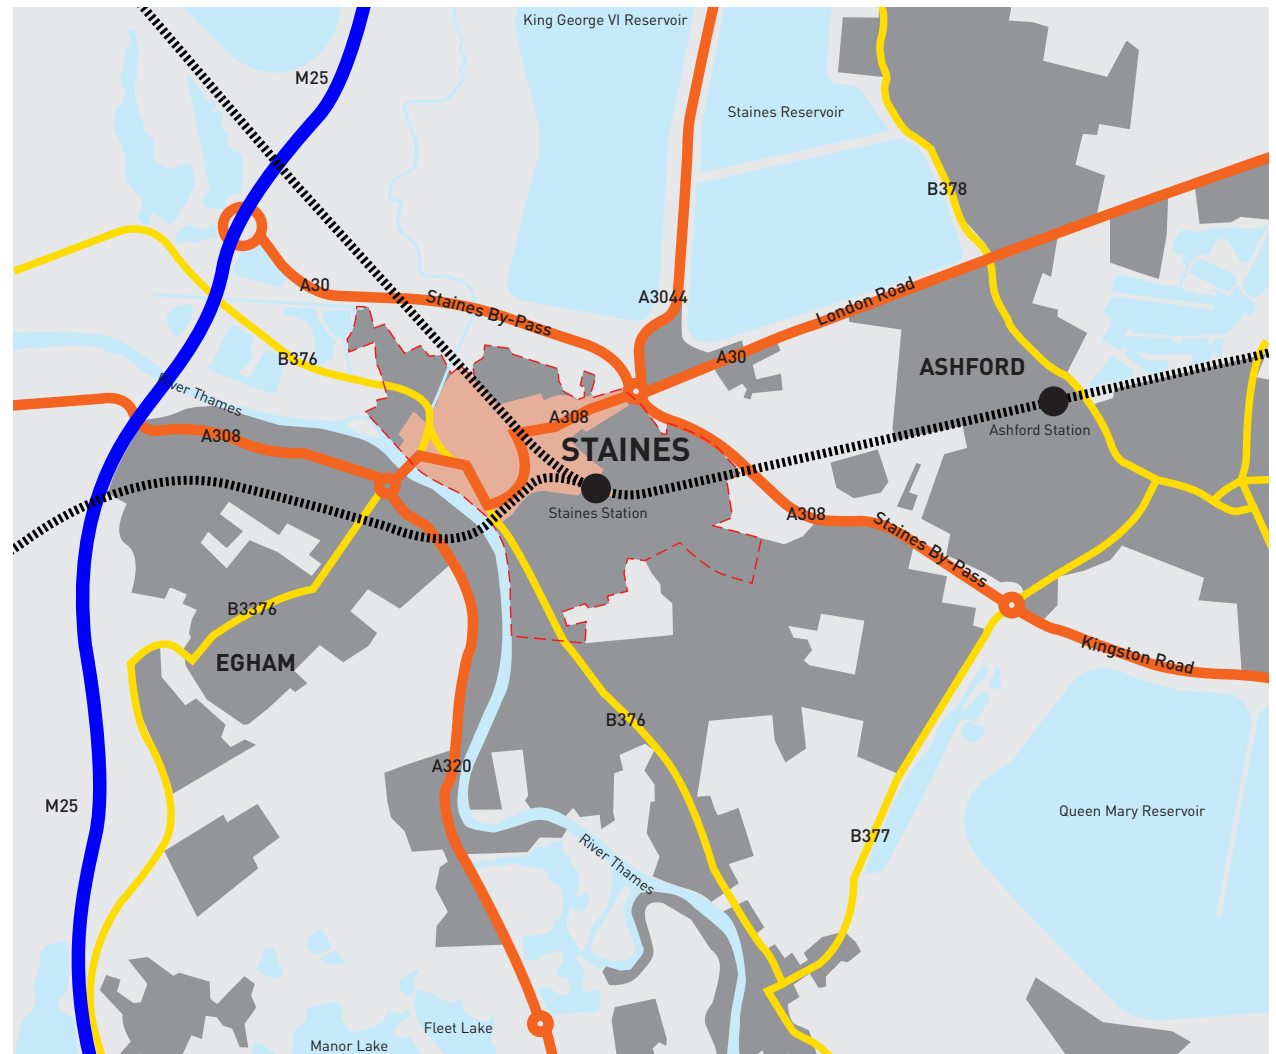 King George VI Reservoir
M25
Staines Reservoir
B378
A30
Staines By-Pass
A3044
London Road
A30
B376
ASHFORD
River Thames
A308
A308
STAINES
Ashford Station
Staines Station
A308
Staines By-Pass
B3376
EGHAM
Kingston Road
B376
A320
M25
Queen Mary Reservoir
B377
River Thames
Fleet Lake
Manor Lake